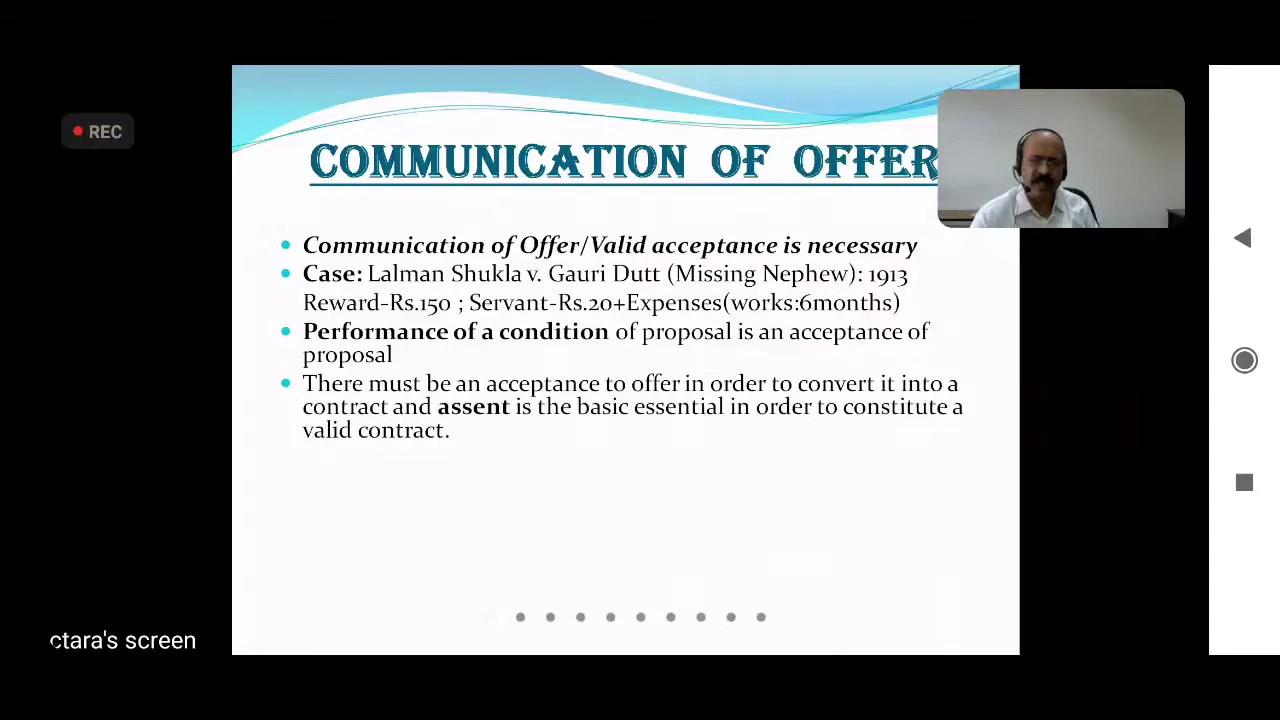 REC
COMMUNICATION OF OFFER
Communication of Offer/Valid acceptance is necessary
Case: Lalman Shukla v. Gauri Dutt (Missing Nephew): 1913
Reward-Rs.150 ; Servant-Rs.20+Expenses(works:6months)
Performance of a condition of proposal is an acceptance of
proposal
There must be an acceptance to offer in order to convert it into a
contract and assent is the basic essential in order to constitute a
valid contract.
ctara's screen